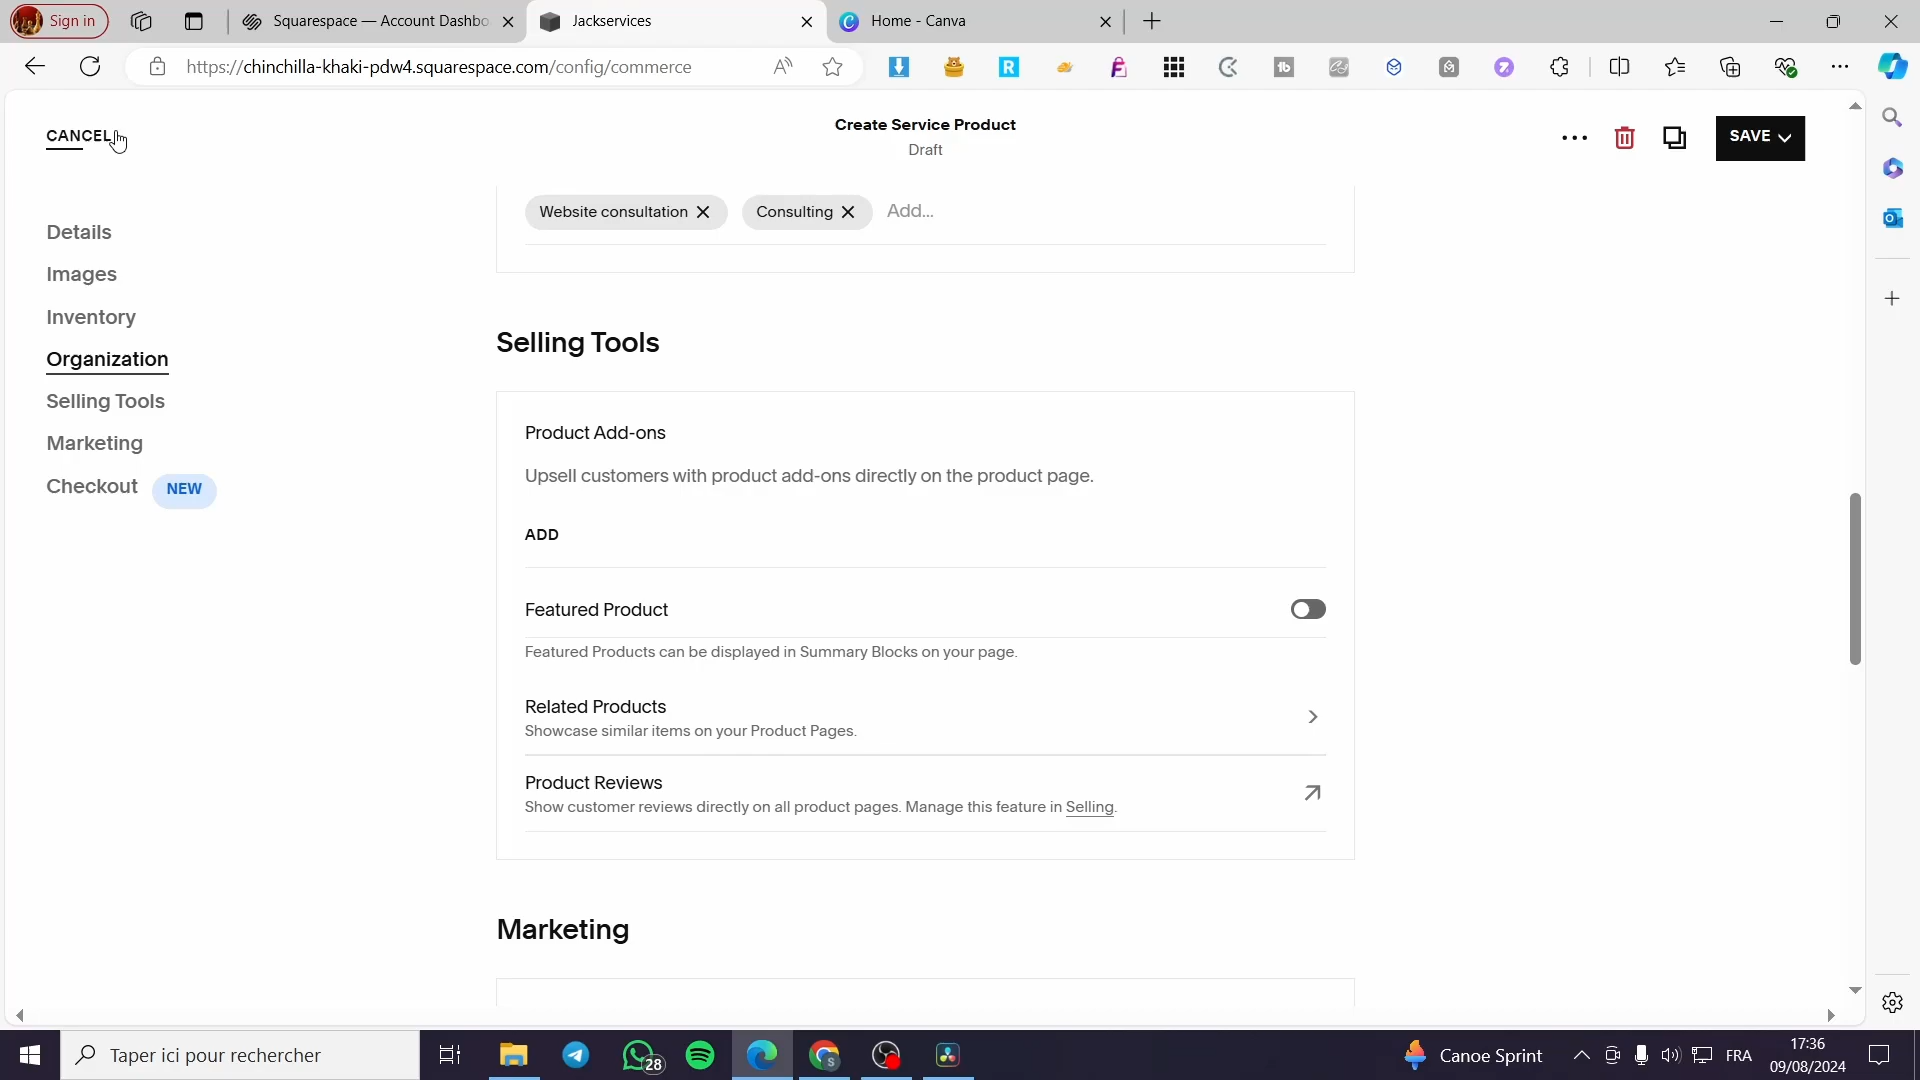 Sign in
Squarespace — Account Dashbo
Jackservices
Home - Canva
https://chinchilla-khaki-pdw4.squarespace.com/config/commerce
CANCEL
Create Service Product
Draft
SAVE
Details
Images
Inventory
Organization
Selling Tools
Marketing
Checkout NEW
Website consultation
Consulting
Add...
Selling Tools
Product Add-ons
Upsell customers with product add-ons directly on the product page.
ADD
Featured Product
Featured Products can be displayed in Summary Blocks on your page.
Related Products
Showcase similar items on your Product Pages.
Product Reviews
Show customer reviews directly on all product pages. Manage this feature in Selling.
Marketing
Taper ici pour rechercher
28
Canoe Sprint
FRA
17:36
09/08/2024